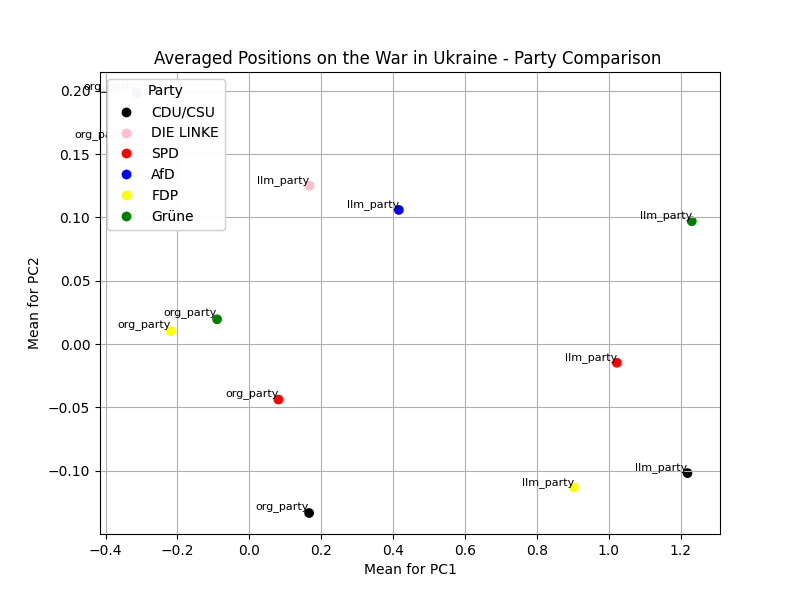 Averaged Positions on the War in Ukraine - Party Comparison
Party
CDU/CSU
DIE LINKE
SPD
AfD
FDP
Grüne
org_party
org_pa
llm_party
llm_party
llm_party
org_party
org_party
llm_party
org_party
llm_party
llm_party
org_party
0.20
0.15
0.10
0.05
0.00
−0.05
−0.10
Mean for PC2
−0.4
−0.2
0.0
0.2
0.4
0.6
0.8
1.0
1.2
Mean for PC1